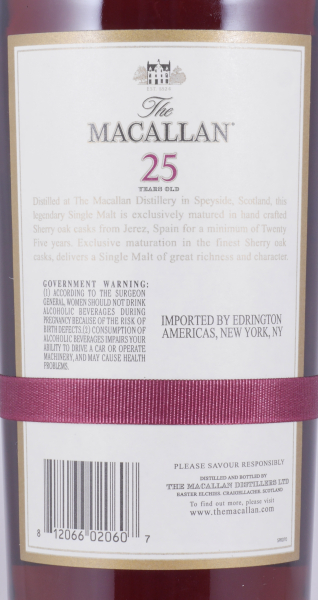 EST 1824
The
MACALLAN
25
YEARS OLD
Distilled at The Macallan Distillery in Speyside, Scotland, this
legendary Single Malt is exclusively matured in hand crafted
Sherry oak casks from Jerez, Spain for a minimum of Twenty
Five years. Exclusive maturation in the finest Sherry oak
casks, delivers a Single Malt of great richness and character.
GOVERNMENT WARNING:
(1) ACCORDING TO THE SURGEON
GENERAL, WOMEN SHOULD NOT DRINK
ALCOHOLIC BEVERAGES DURING
PREGNANCY BECAUSE OF THE RISK OF
BIRTH DEFECTS.(2) CONSUMPTION OF
ALCOHOLIC BEVERAGES IMPAIRS YOUR
ABILITY TO DRIVE A CAR OR OPERATE
MACHINERY, AND MAY CAUSE HEALTH
PROBLEMS.
IMPORTED BY EDRINGTON
AMERICAS, NEW YORK, NY
PLEASE SAVOUR RESPONSIBLY
DISTILLED AND BOTTLED BY
THE MACALLAN DISTILLERS LTD
EASTER ELCHIES, CRAIGELLACHIE, SCOTLAND
To find out more, please visit
www.themacallan.com
8 12066 02060 7